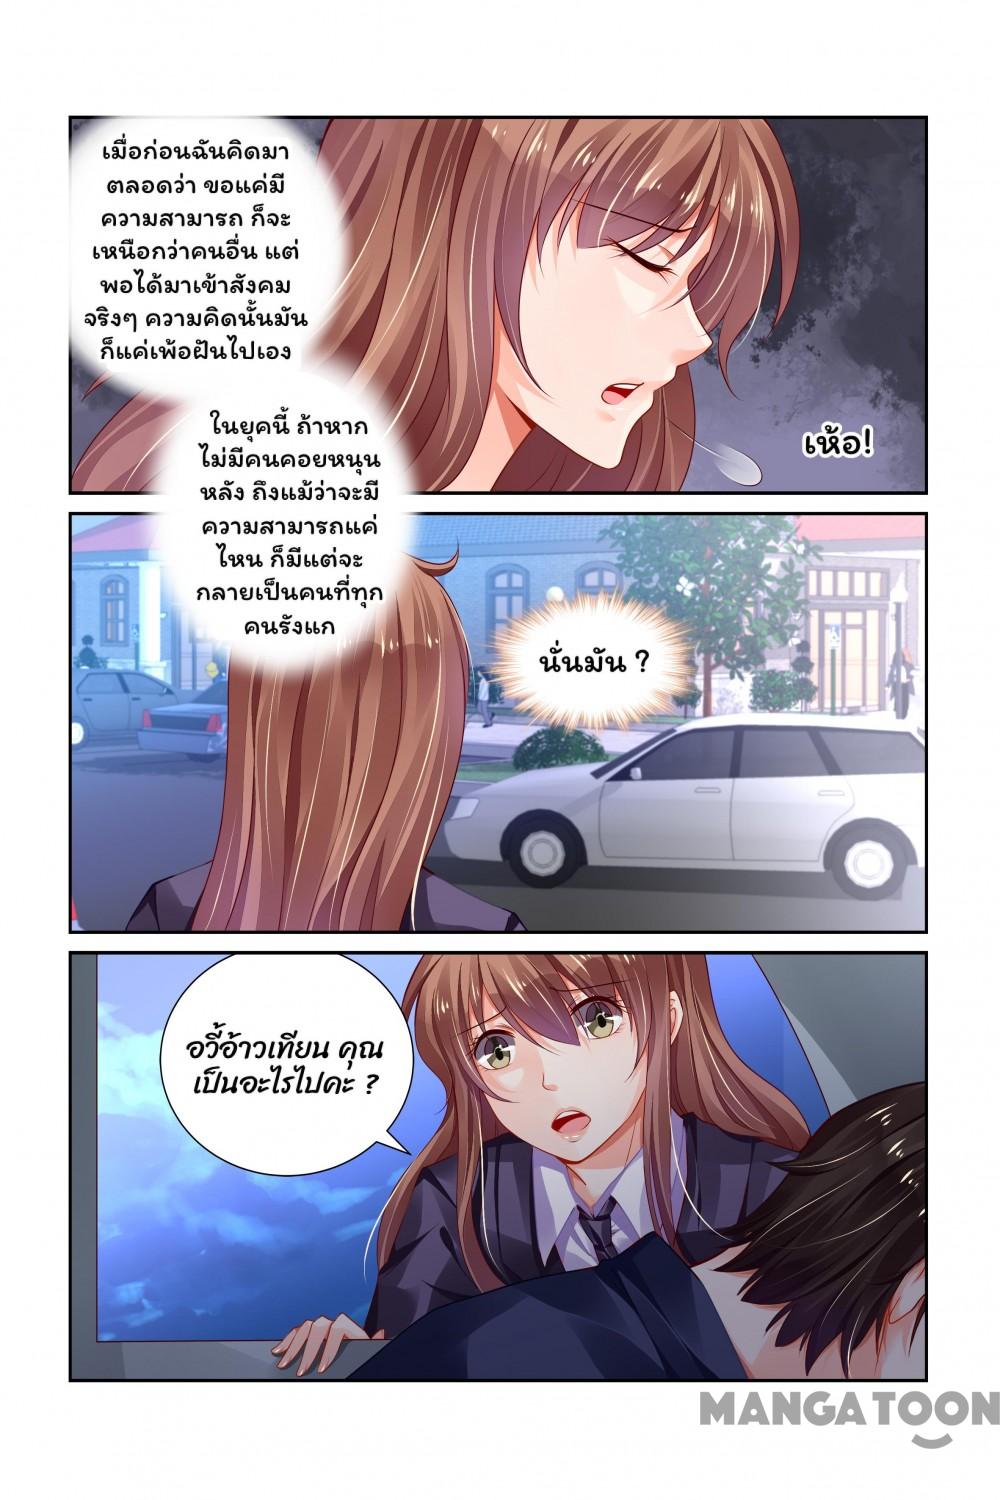 เมื่อก่อนฉันคิดมา
ตลอดว่า ขอแค่มี
ความสามารถ ก็จะ
เหนือกว่าคนอื่น แต่
พอได้มาเข้าสังคม
จริงๆ ความคิดนั้นมัน
ก็แค่เพ้อฝันไปเอง
ในยุคนี้ ถ้าหาก
ไม่มีคนคอยหนุน
หลัง ถึงแม้ว่าจะมี
ความสามารถแค่
ไหน ก็มีแต่จะ
กลายเป็นคนที่ทุก
คนรังแก
เห้อ!
นั่นมัน ?
อวี้อ้าวเทียน คุณ
เป็นอะไรไปคะ ?
MANGATOON